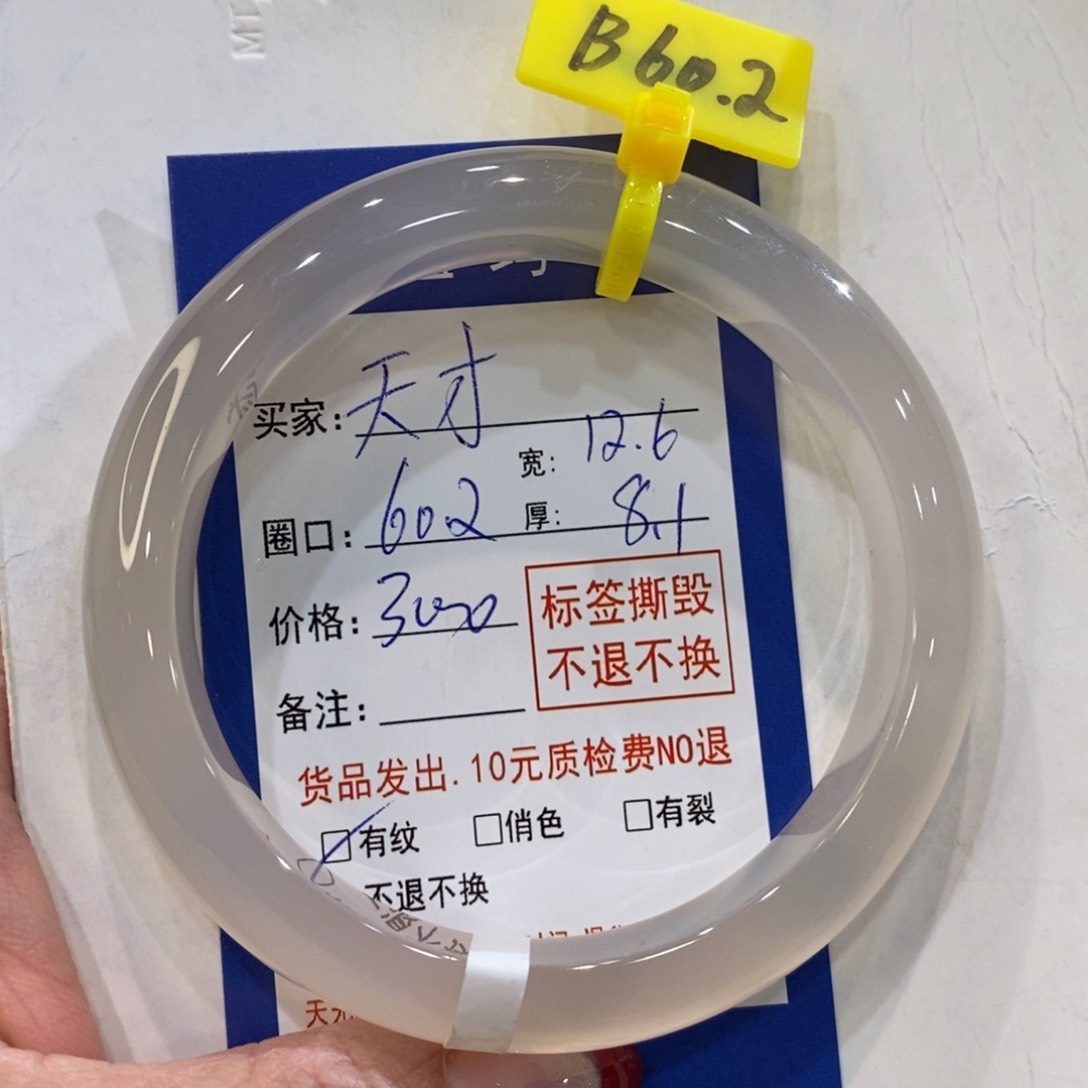 B60.2
买家: 天才
宽: 12.6
圈口: 602
厚: 8.1
价格: 3000
标签撕毁
不退不换
备注:
货品发出.10元质检费NO退
有纹 俏色 有裂
不退不换